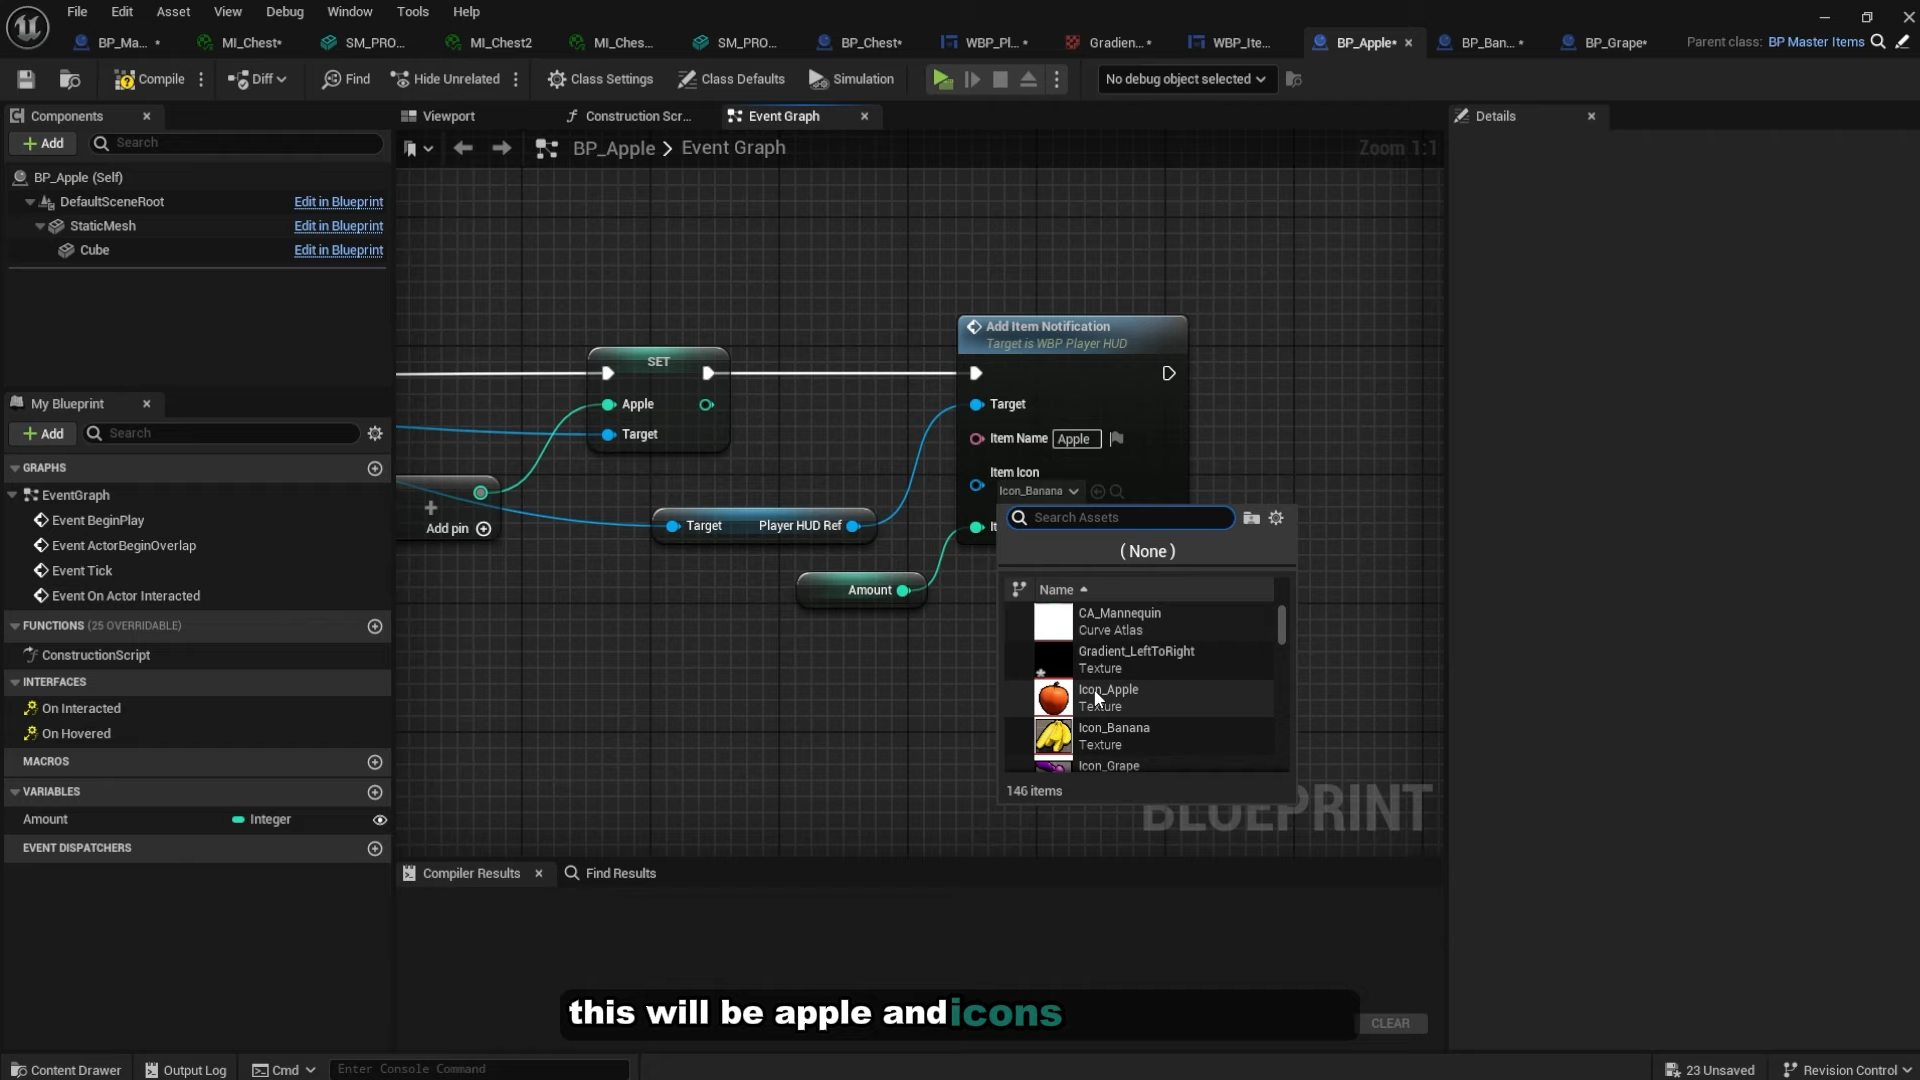 File Edit Asset View Debug Window Tools Help
BP_Ma... * MI_Chest* SM_PRO... MI_Chest2 MI_Ches... SM_PRO... BP_Chest* WBP_Pl... * Gradien... * WBP_Ite... BP_Apple* BP_Ban... * BP_Grape* Parent class: BP Master Items
Compile Diff Find Hide Unrelated Class Settings Class Defaults Simulation No debug object selected
Components
Add Search
BP_Apple (Self)
DefaultSceneRoot Edit in Blueprint
StaticMesh Edit in Blueprint
Cube Edit in Blueprint
My Blueprint
Add Search
GRAPHS
EventGraph
Event BeginPlay
Event ActorBeginOverlap
Event Tick
Event On Actor Interacted
FUNCTIONS (25 OVERRIDABLE)
ConstructionScript
INTERFACES
On Interacted
On Hovered
MACROS
VARIABLES
Amount Integer
EVENT DISPATCHERS
Viewport Construction Scr... Event Graph
BP_Apple > Event Graph Zoom 1:1
SET
Apple
Target
Add pin
Target Player HUD Ref
Amount
Add Item Notification
Target is WBP Player HUD
Target
Item Name Apple
Item Icon
Icon_Banana
It
Search Assets
( None )
Name
CA_Mannequin
Curve Atlas
Gradient_LeftToRight
Texture
Icon_Apple
Texture
Icon_Banana
Texture
Icon_Grape
146 items
BLUEPRINT
Details
Compiler Results Find Results
this will be apple and icons
CLEAR
Content Drawer Output Log Cmd Enter Console Command 23 Unsaved Revision Control